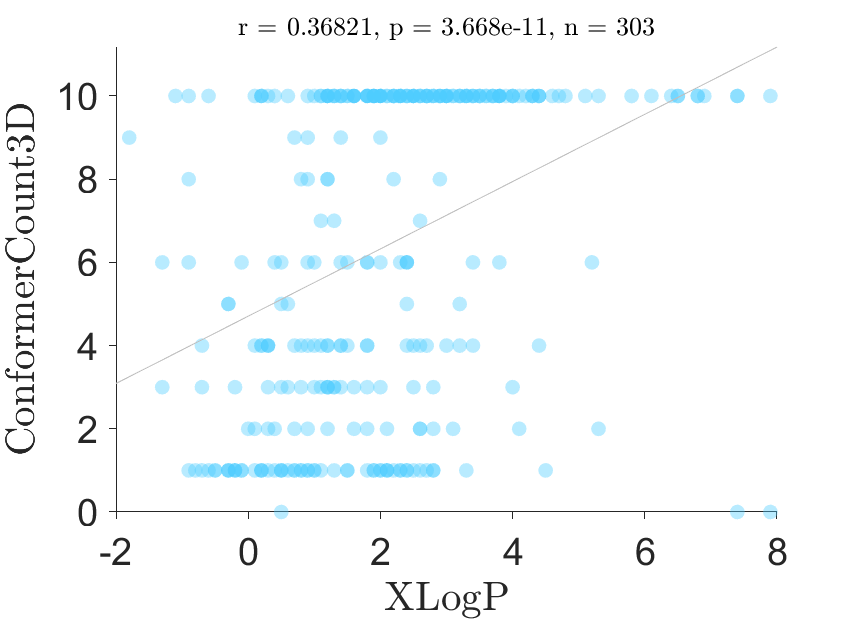 r = 0.36821, p = 3.668e-11, n = 303
ConformerCount3D
10
8
6
4
2
0
-2 0 2 4 6 8
XLogP